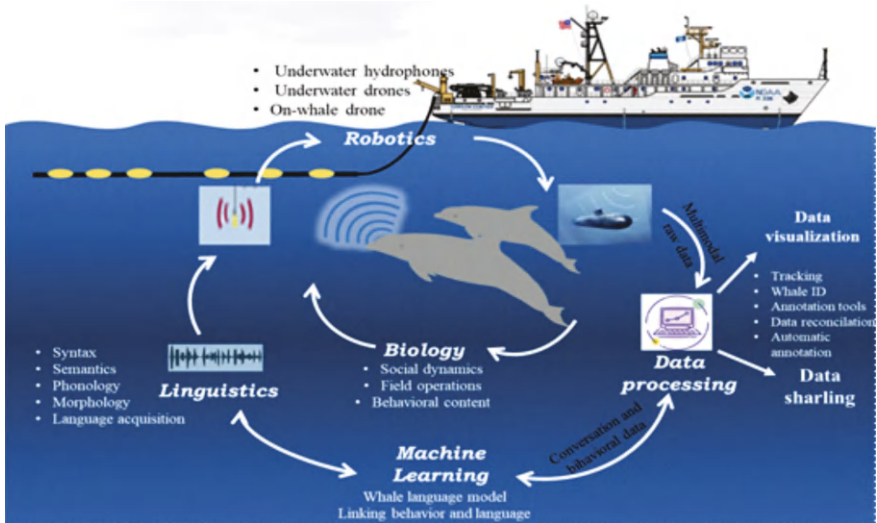 • Underwater hydrophones
• Underwater drones
• On-whale drone
Robotics
NOAA
Multimodal
raw data
Data
visualization
• Tracking
• Whale ID
• Annotation tools
• Data reconcilation
• Automatic
annotation
Data
processing
Data
sharling
Biology
• Social dynamics
• Field operations
• Behavioral content
• Syntax
• Semantics
• Phonology
• Morphology
• Language acquisition
Linguistics
Conversation and
bihavioral data
Machine
Learning
Whale language model
Linking behavior and language